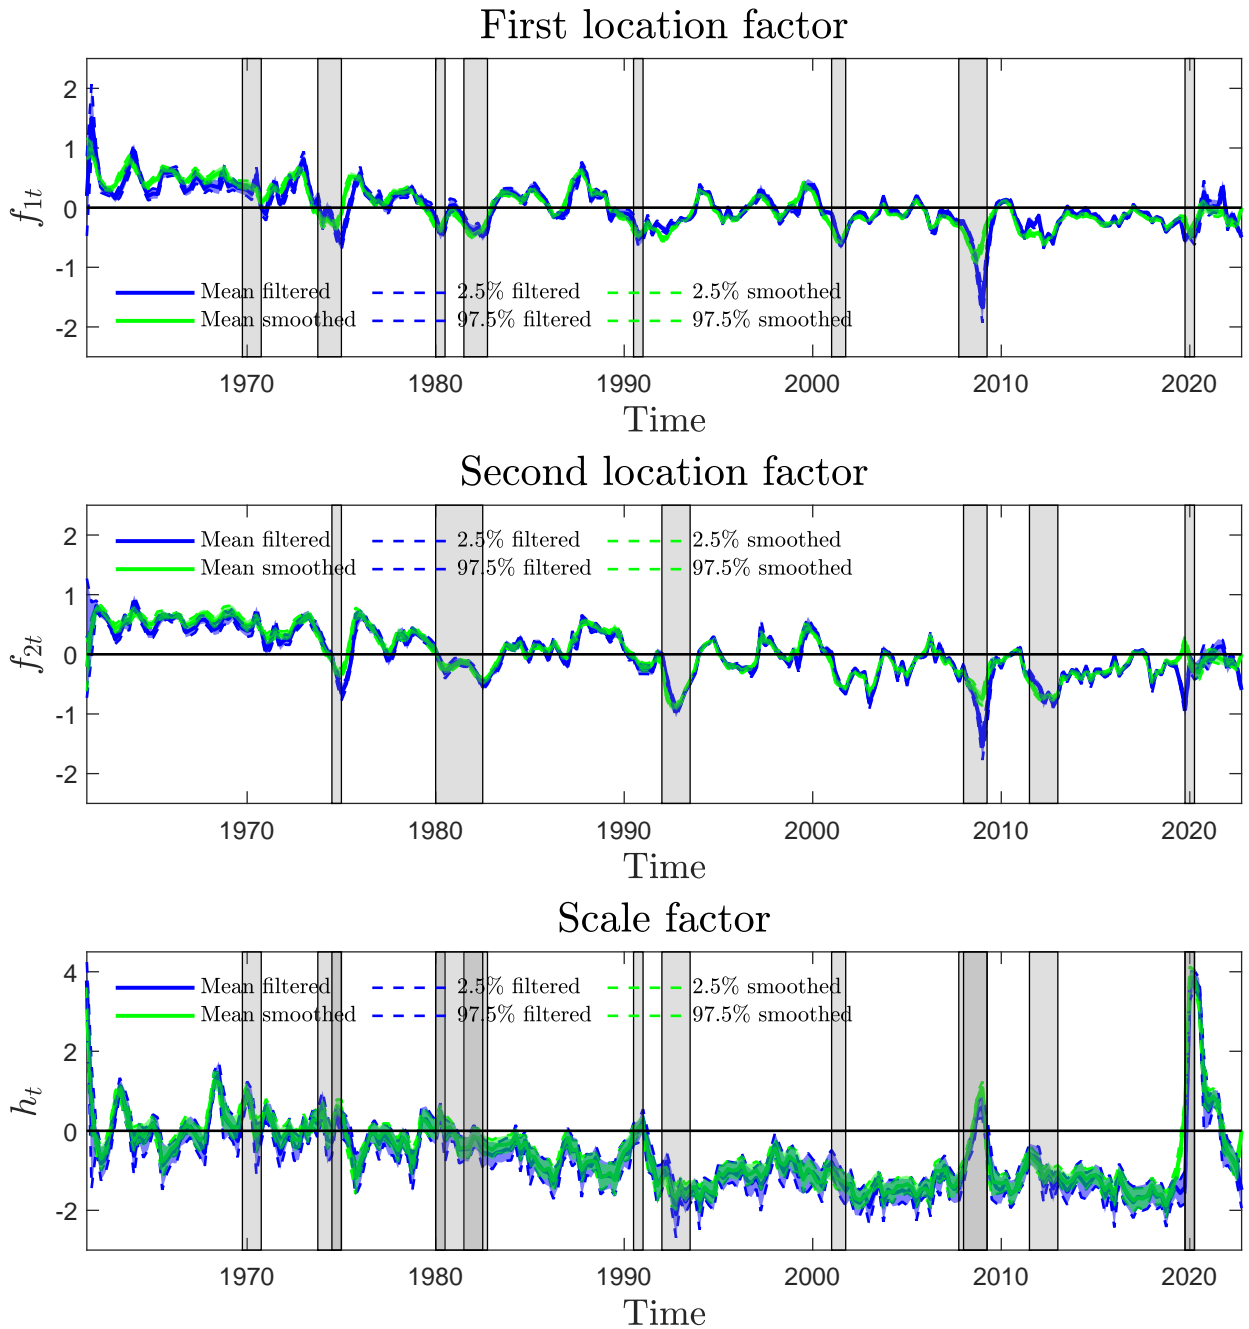 First location factor
2
1
0
-1
-2
f1t
Mean filtered
2.5% filtered
2.5% smoothed
Mean smoothed
97.5% filtered
97.5% smoothed
1970
1980
1990
2000
2010
2020
Time
Second location factor
2
1
0
-1
-2
f2t
Mean filtered
2.5% filtered
2.5% smoothed
Mean smoothed
97.5% filtered
97.5% smoothed
1970
1980
1990
2000
2010
2020
Time
Scale factor
4
2
0
-2
ht
Mean filtered
2.5% filtered
2.5% smoothed
Mean smoothed
97.5% filtered
97.5% smoothed
1970
1980
1990
2000
2010
2020
Time